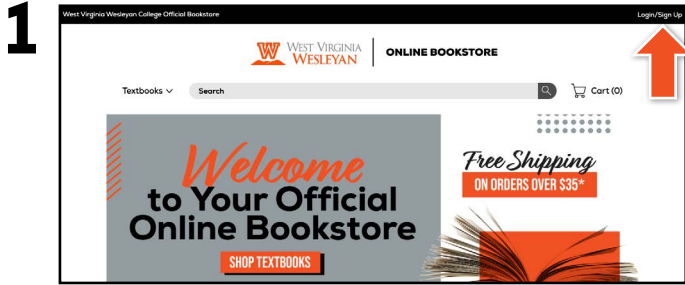 1
West Virginia Wesleyan College Official Bookstore
Login/Sign Up
W West Virginia Wesleyan
ONLINE BOOKSTORE
Textbooks
Search
Cart (0)
Welcome
to Your Official
Online Bookstore
SHOP TEXTBOOKS
Free Shipping
ON ORDERS OVER $35*